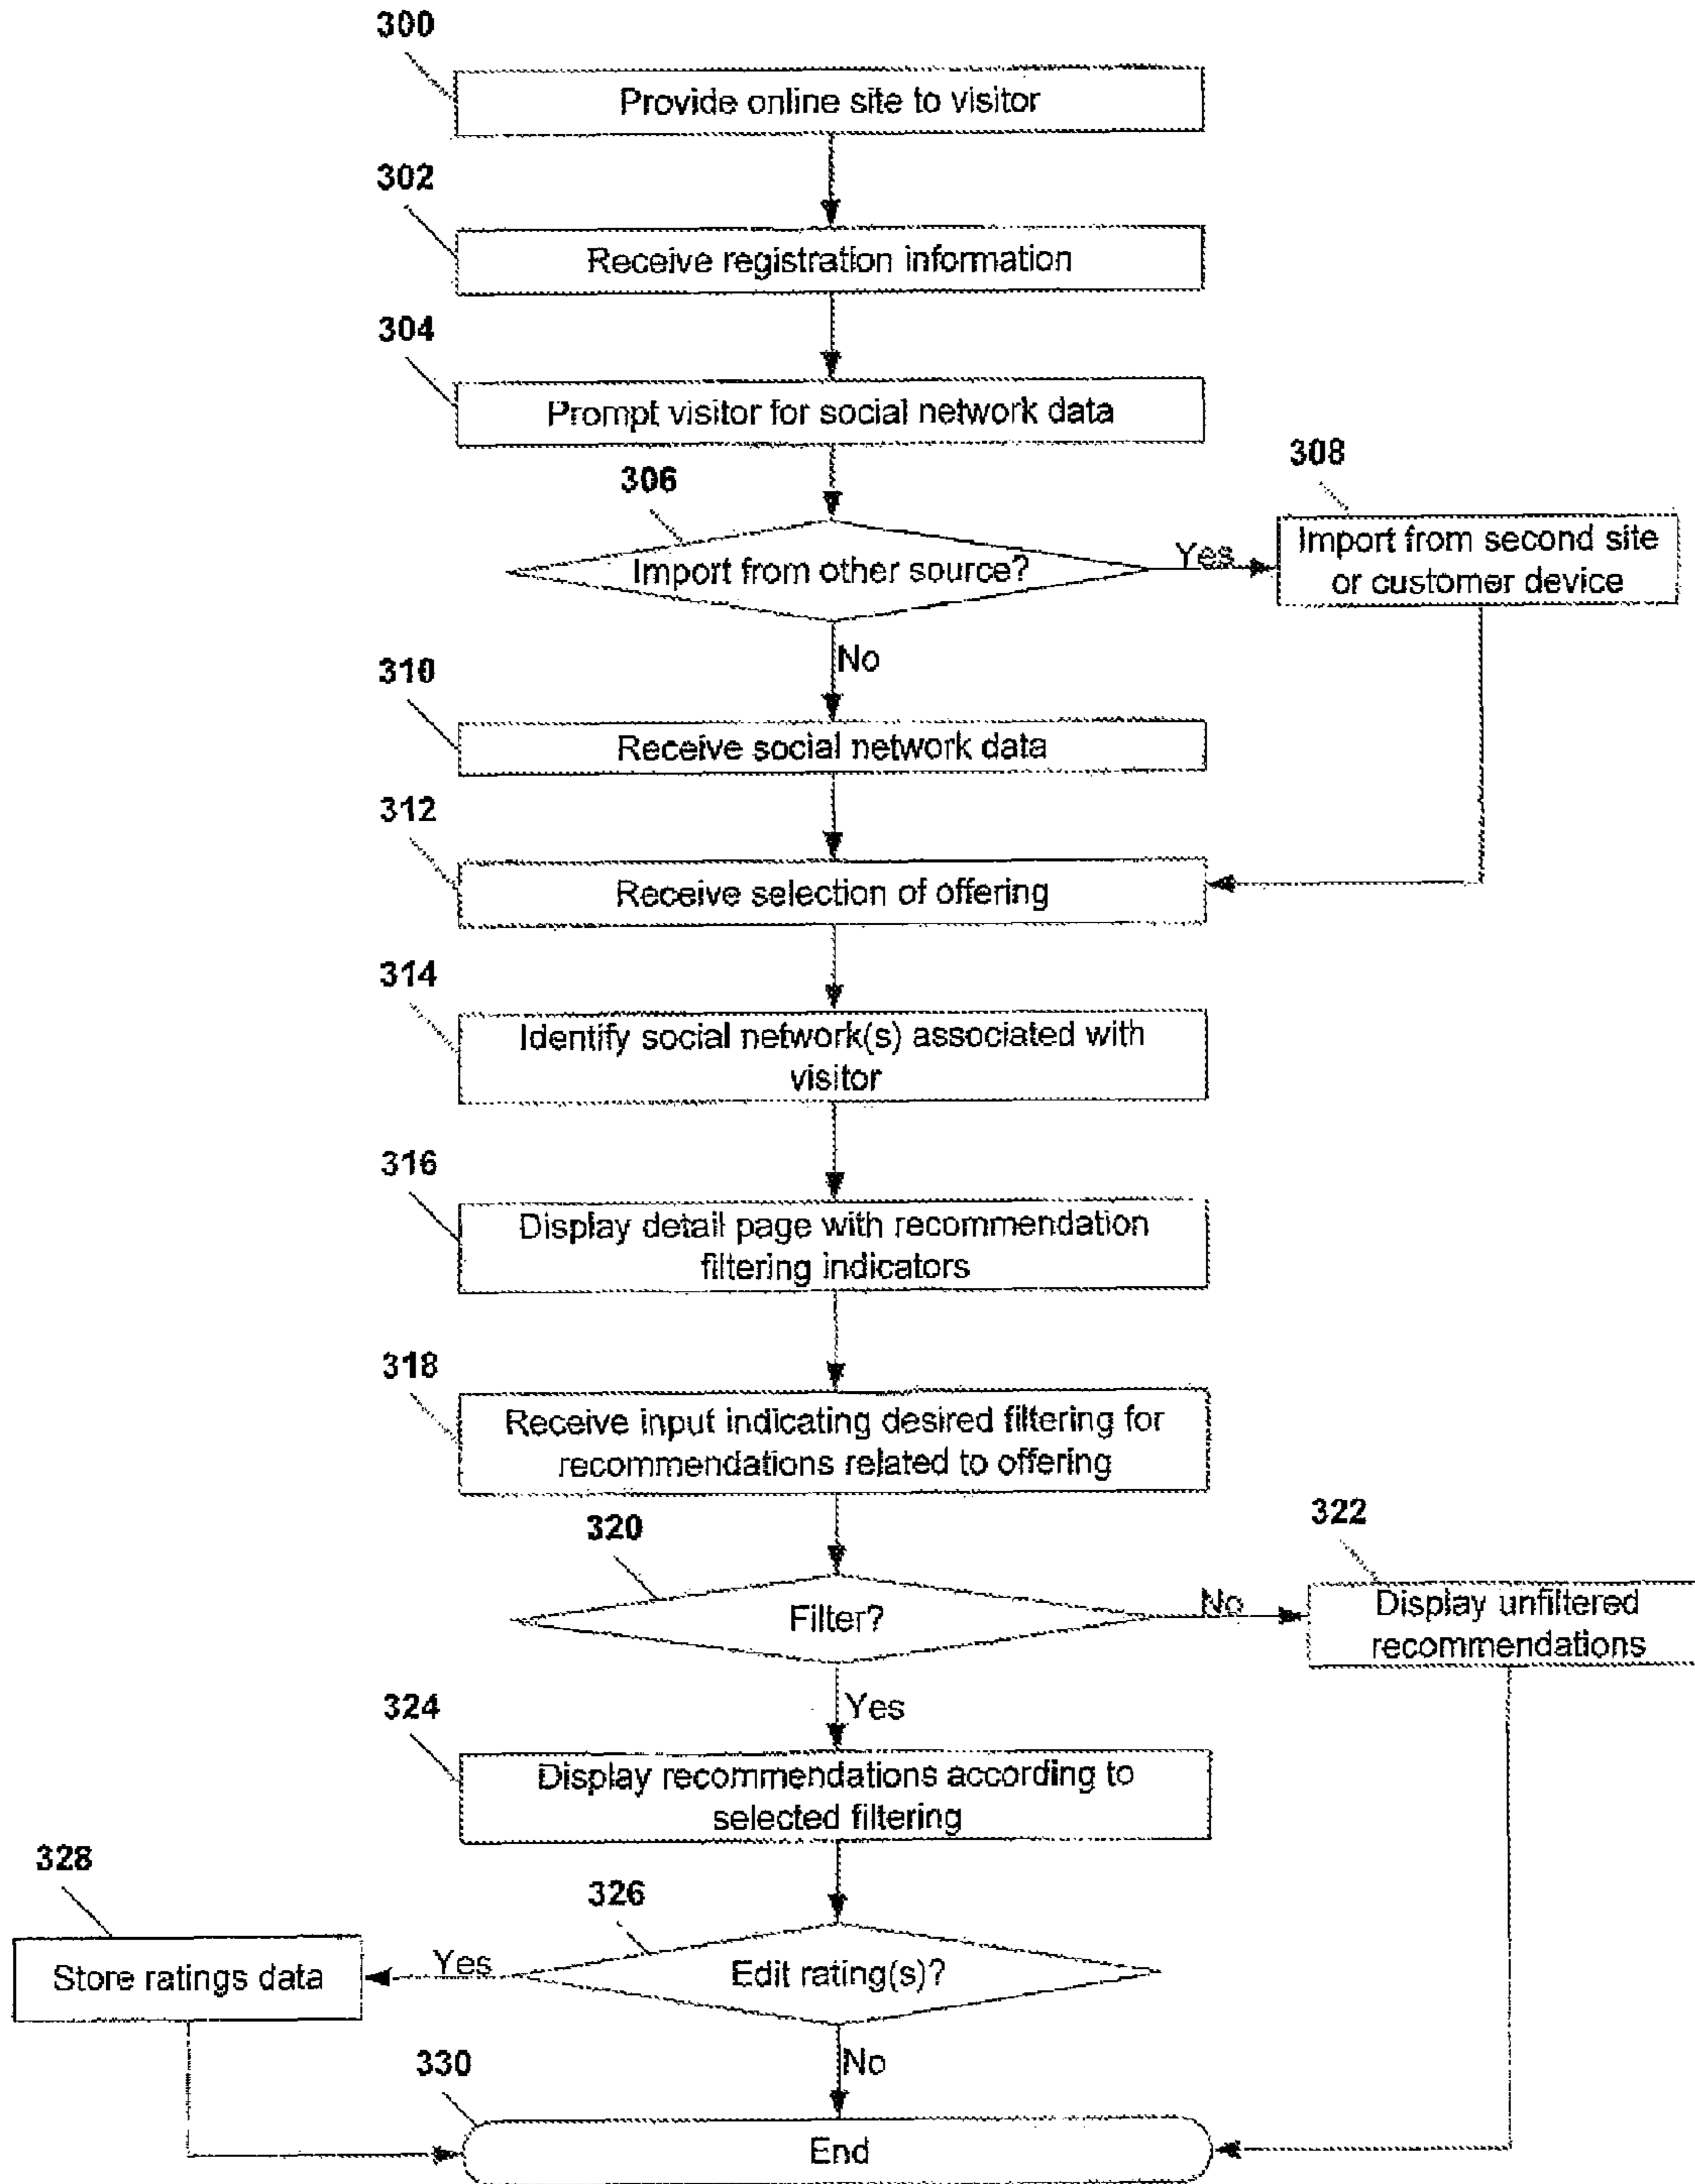 300
Provide online site to visitor
302
Receive registration information
304
Prompt visitor for social network data
306
Import from other source?
Yes
308
Import from second site
or customer device
No
310
Receive social network data
312
Receive selection of offering
314
Identify social network(s) associated with
visitor
316
Display detail page with recommendation
filtering indicators
318
Receive input indicating desired filtering for
recommendations related to offering
320
Filter?
No
322
Display unfiltered
recommendations
Yes
324
Display recommendations according to
selected filtering
326
Edit rating(s)?
Yes
328
Store ratings data
No
330
End